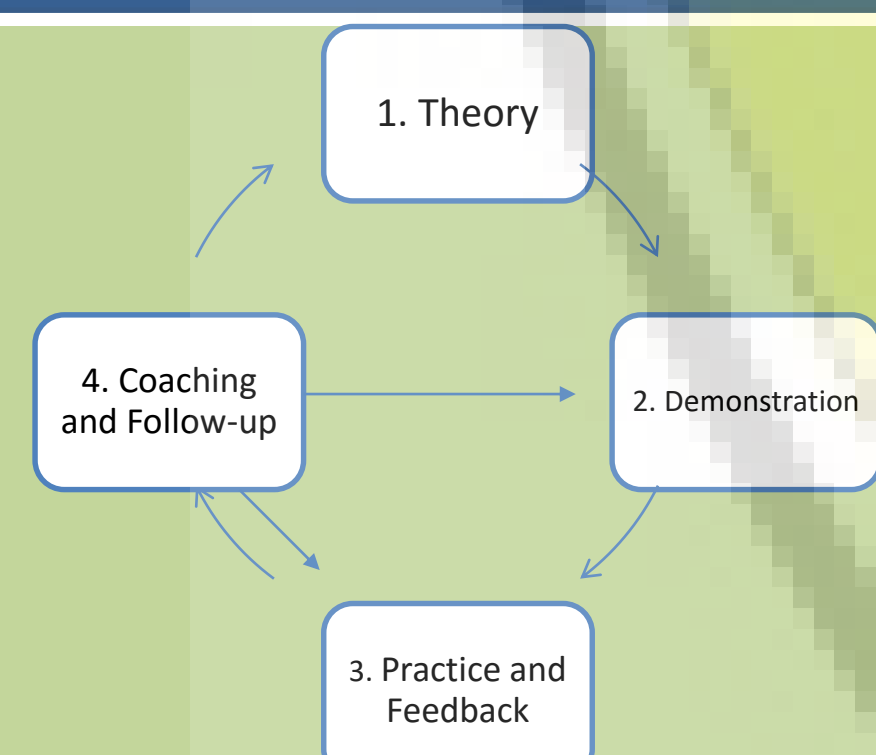 1. Theory
4. Coaching
and Follow-up
2. Demonstration
3. Practice and
Feedback